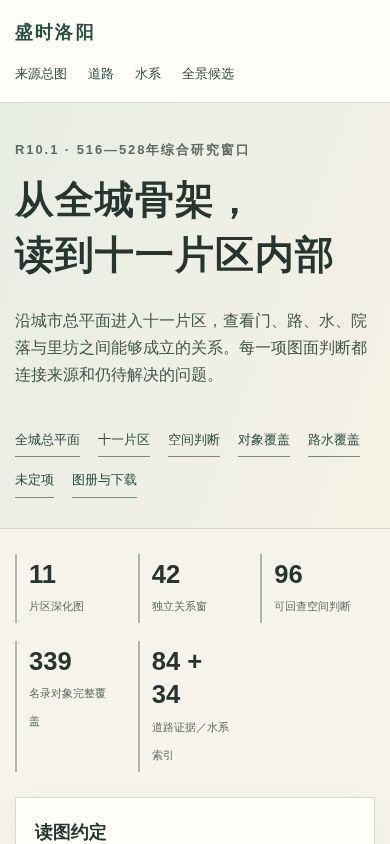 盛时洛阳
来源总图 道路 水系 全景候选
R10.1 · 516—528年综合研究窗口
从全城骨架，
读到十一片区内部
沿城市总平面进入十一片区，查看门、路、水、院
落与里坊之间能够成立的关系。每一项图面判断都
连接来源和仍待解决的问题。
全城总平面 十一片区 空间判断 对象覆盖 路水覆盖
未定项 图册与下载
11 42 96
片区深化图 独立关系窗 可回查空间判断
339
名录对象完整覆
盖
84 +
34
道路证据／水系
索引
读图约定